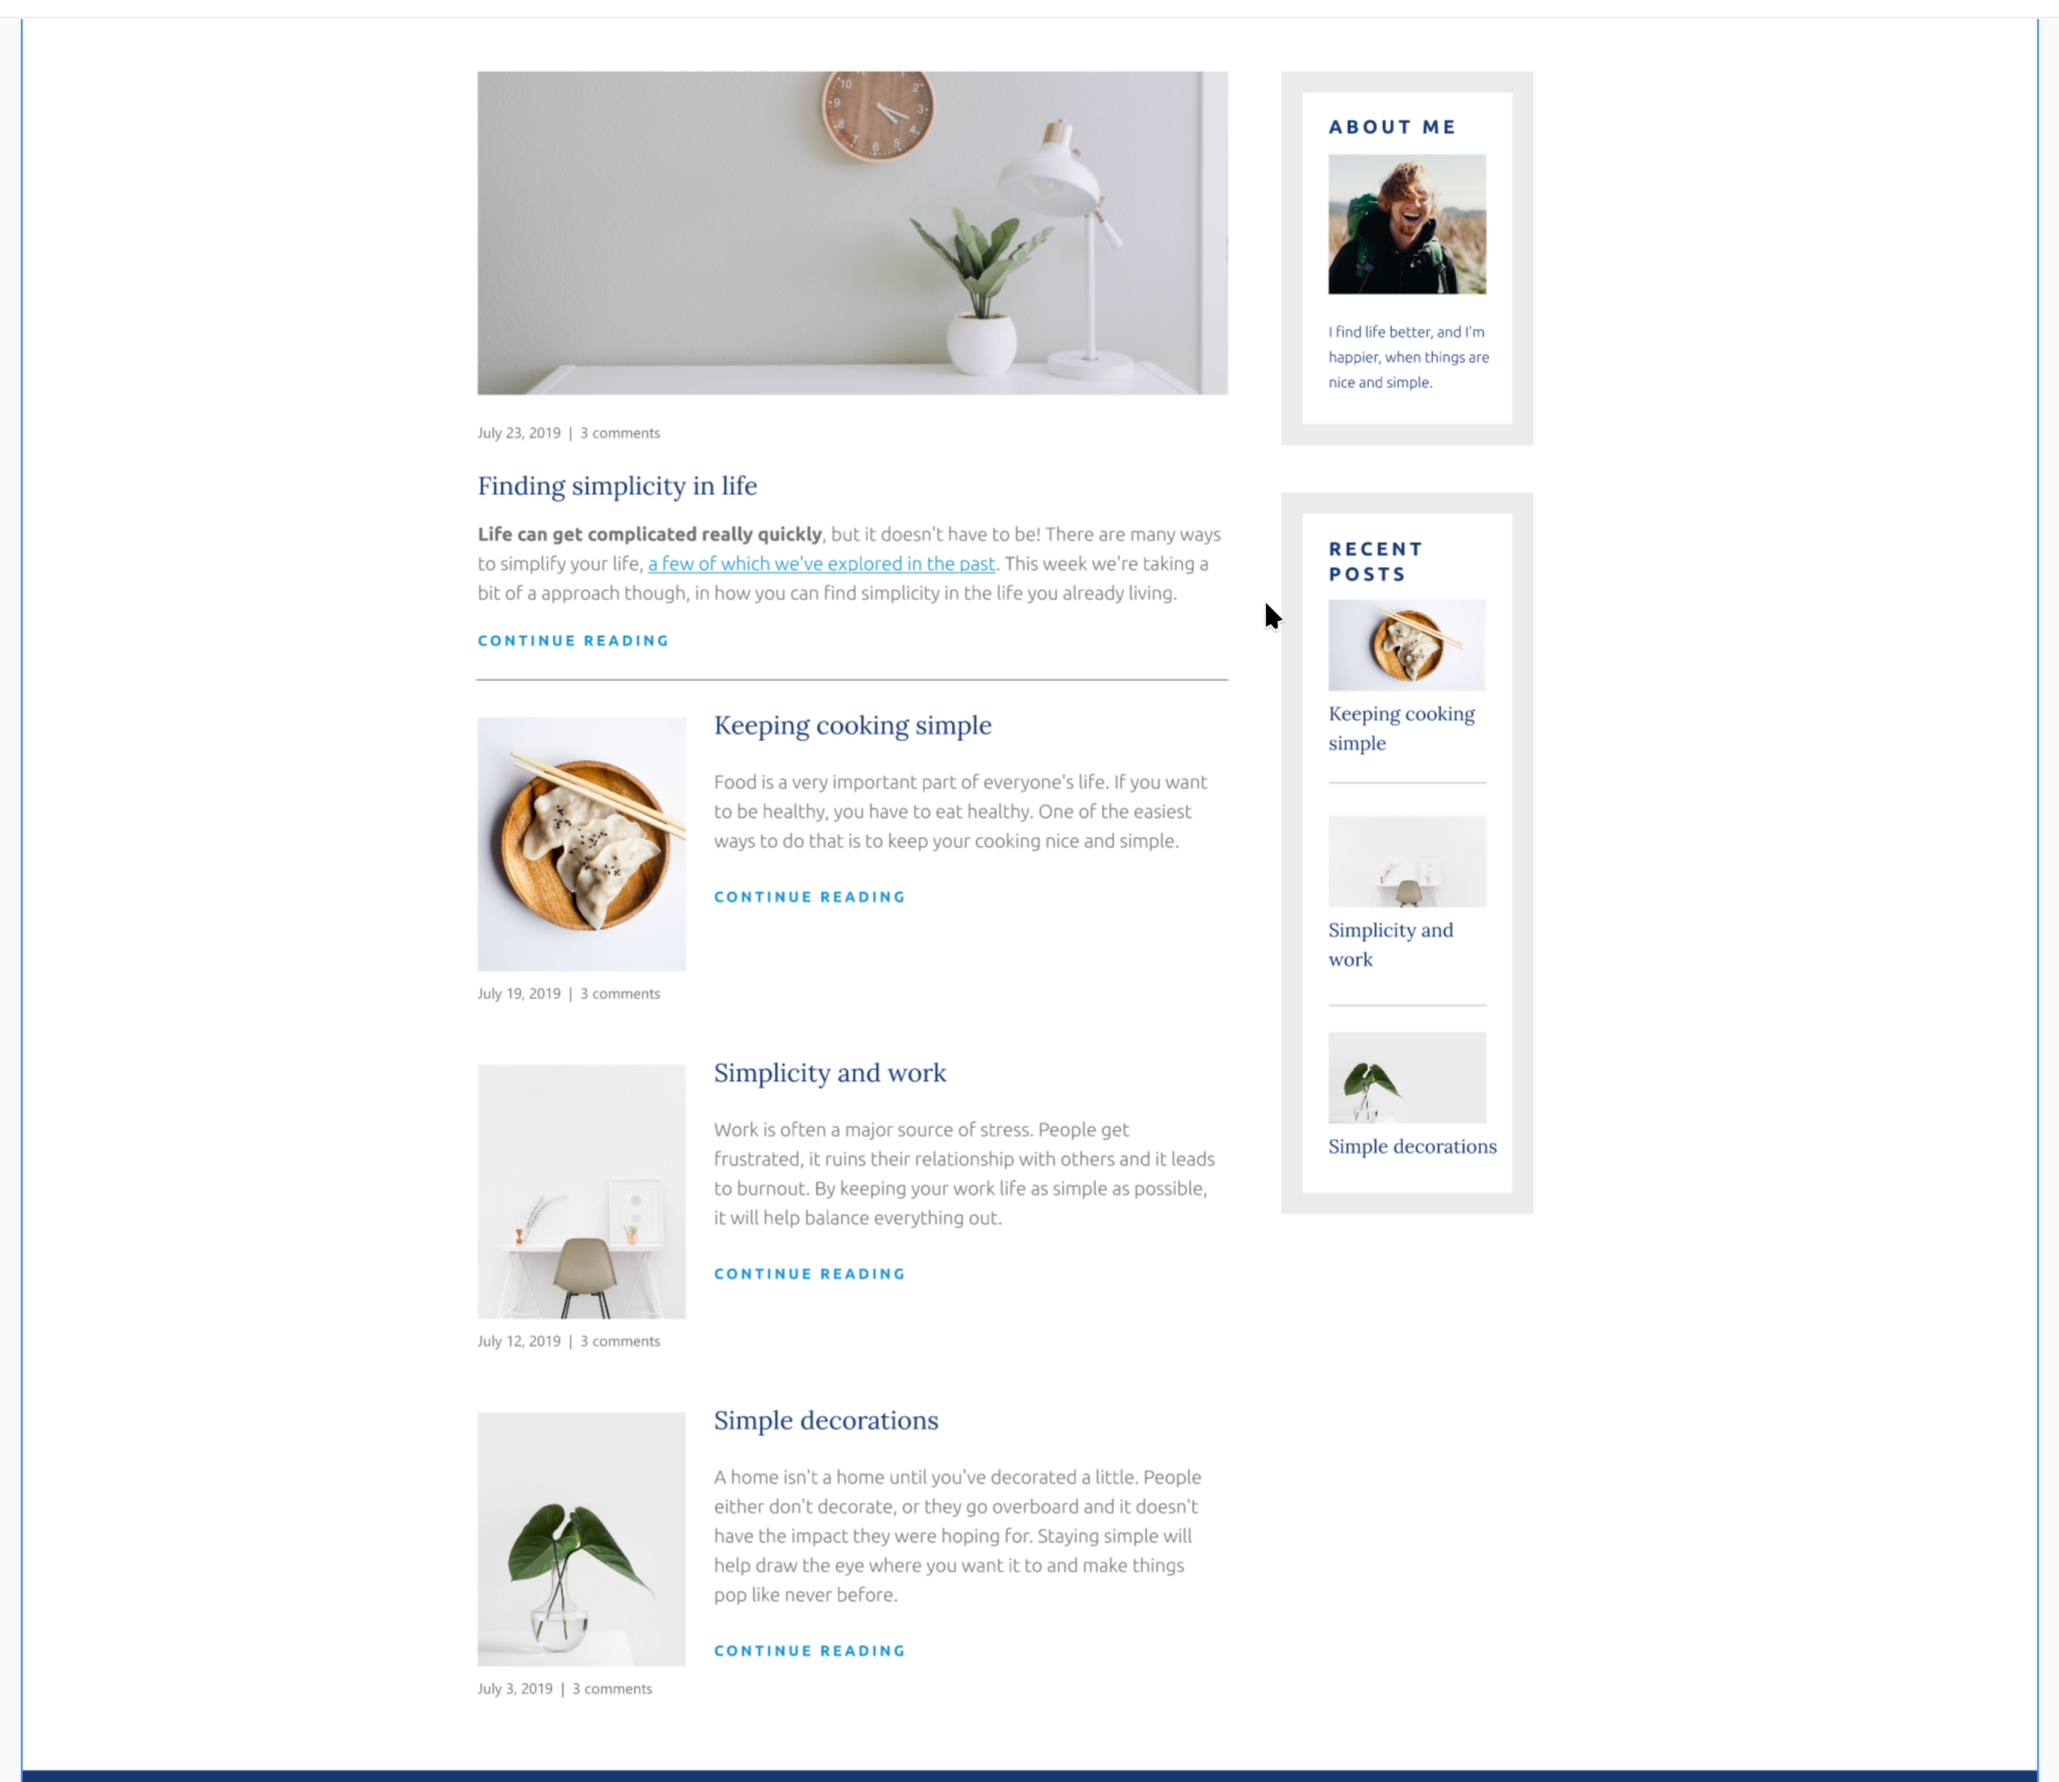 July 23, 2019 | 3 comments
Finding simplicity in life
Life can get complicated really quickly, but it doesn't have to be! There are many ways
to simplify your life, a few of which we've explored in the past. This week we're taking a
bit of a approach though, in how you can find simplicity in the life you already living.
CONTINUE READING
Keeping cooking simple
Food is a very important part of everyone's life. If you want
to be healthy, you have to eat healthy. One of the easiest
ways to do that is to keep your cooking nice and simple.
CONTINUE READING
July 19, 2019 | 3 comments
Simplicity and work
Work is often a major source of stress. People get
frustrated, it ruins their relationship with others and it leads
to burnout. By keeping your work life as simple as possible,
it will help balance everything out.
CONTINUE READING
July 12, 2019 | 3 comments
Simple decorations
A home isn't a home until you've decorated a little. People
either don't decorate, or they go overboard and it doesn't
have the impact they were hoping for. Staying simple will
help draw the eye where you want it to and make things
pop like never before.
CONTINUE READING
July 3, 2019 | 3 comments
ABOUT ME
I find life better, and I'm
happier, when things are
nice and simple.
RECENT
POSTS
Keeping cooking
simple
Simplicity and
work
Simple decorations
10
2
9
3
8
4
7
6
5